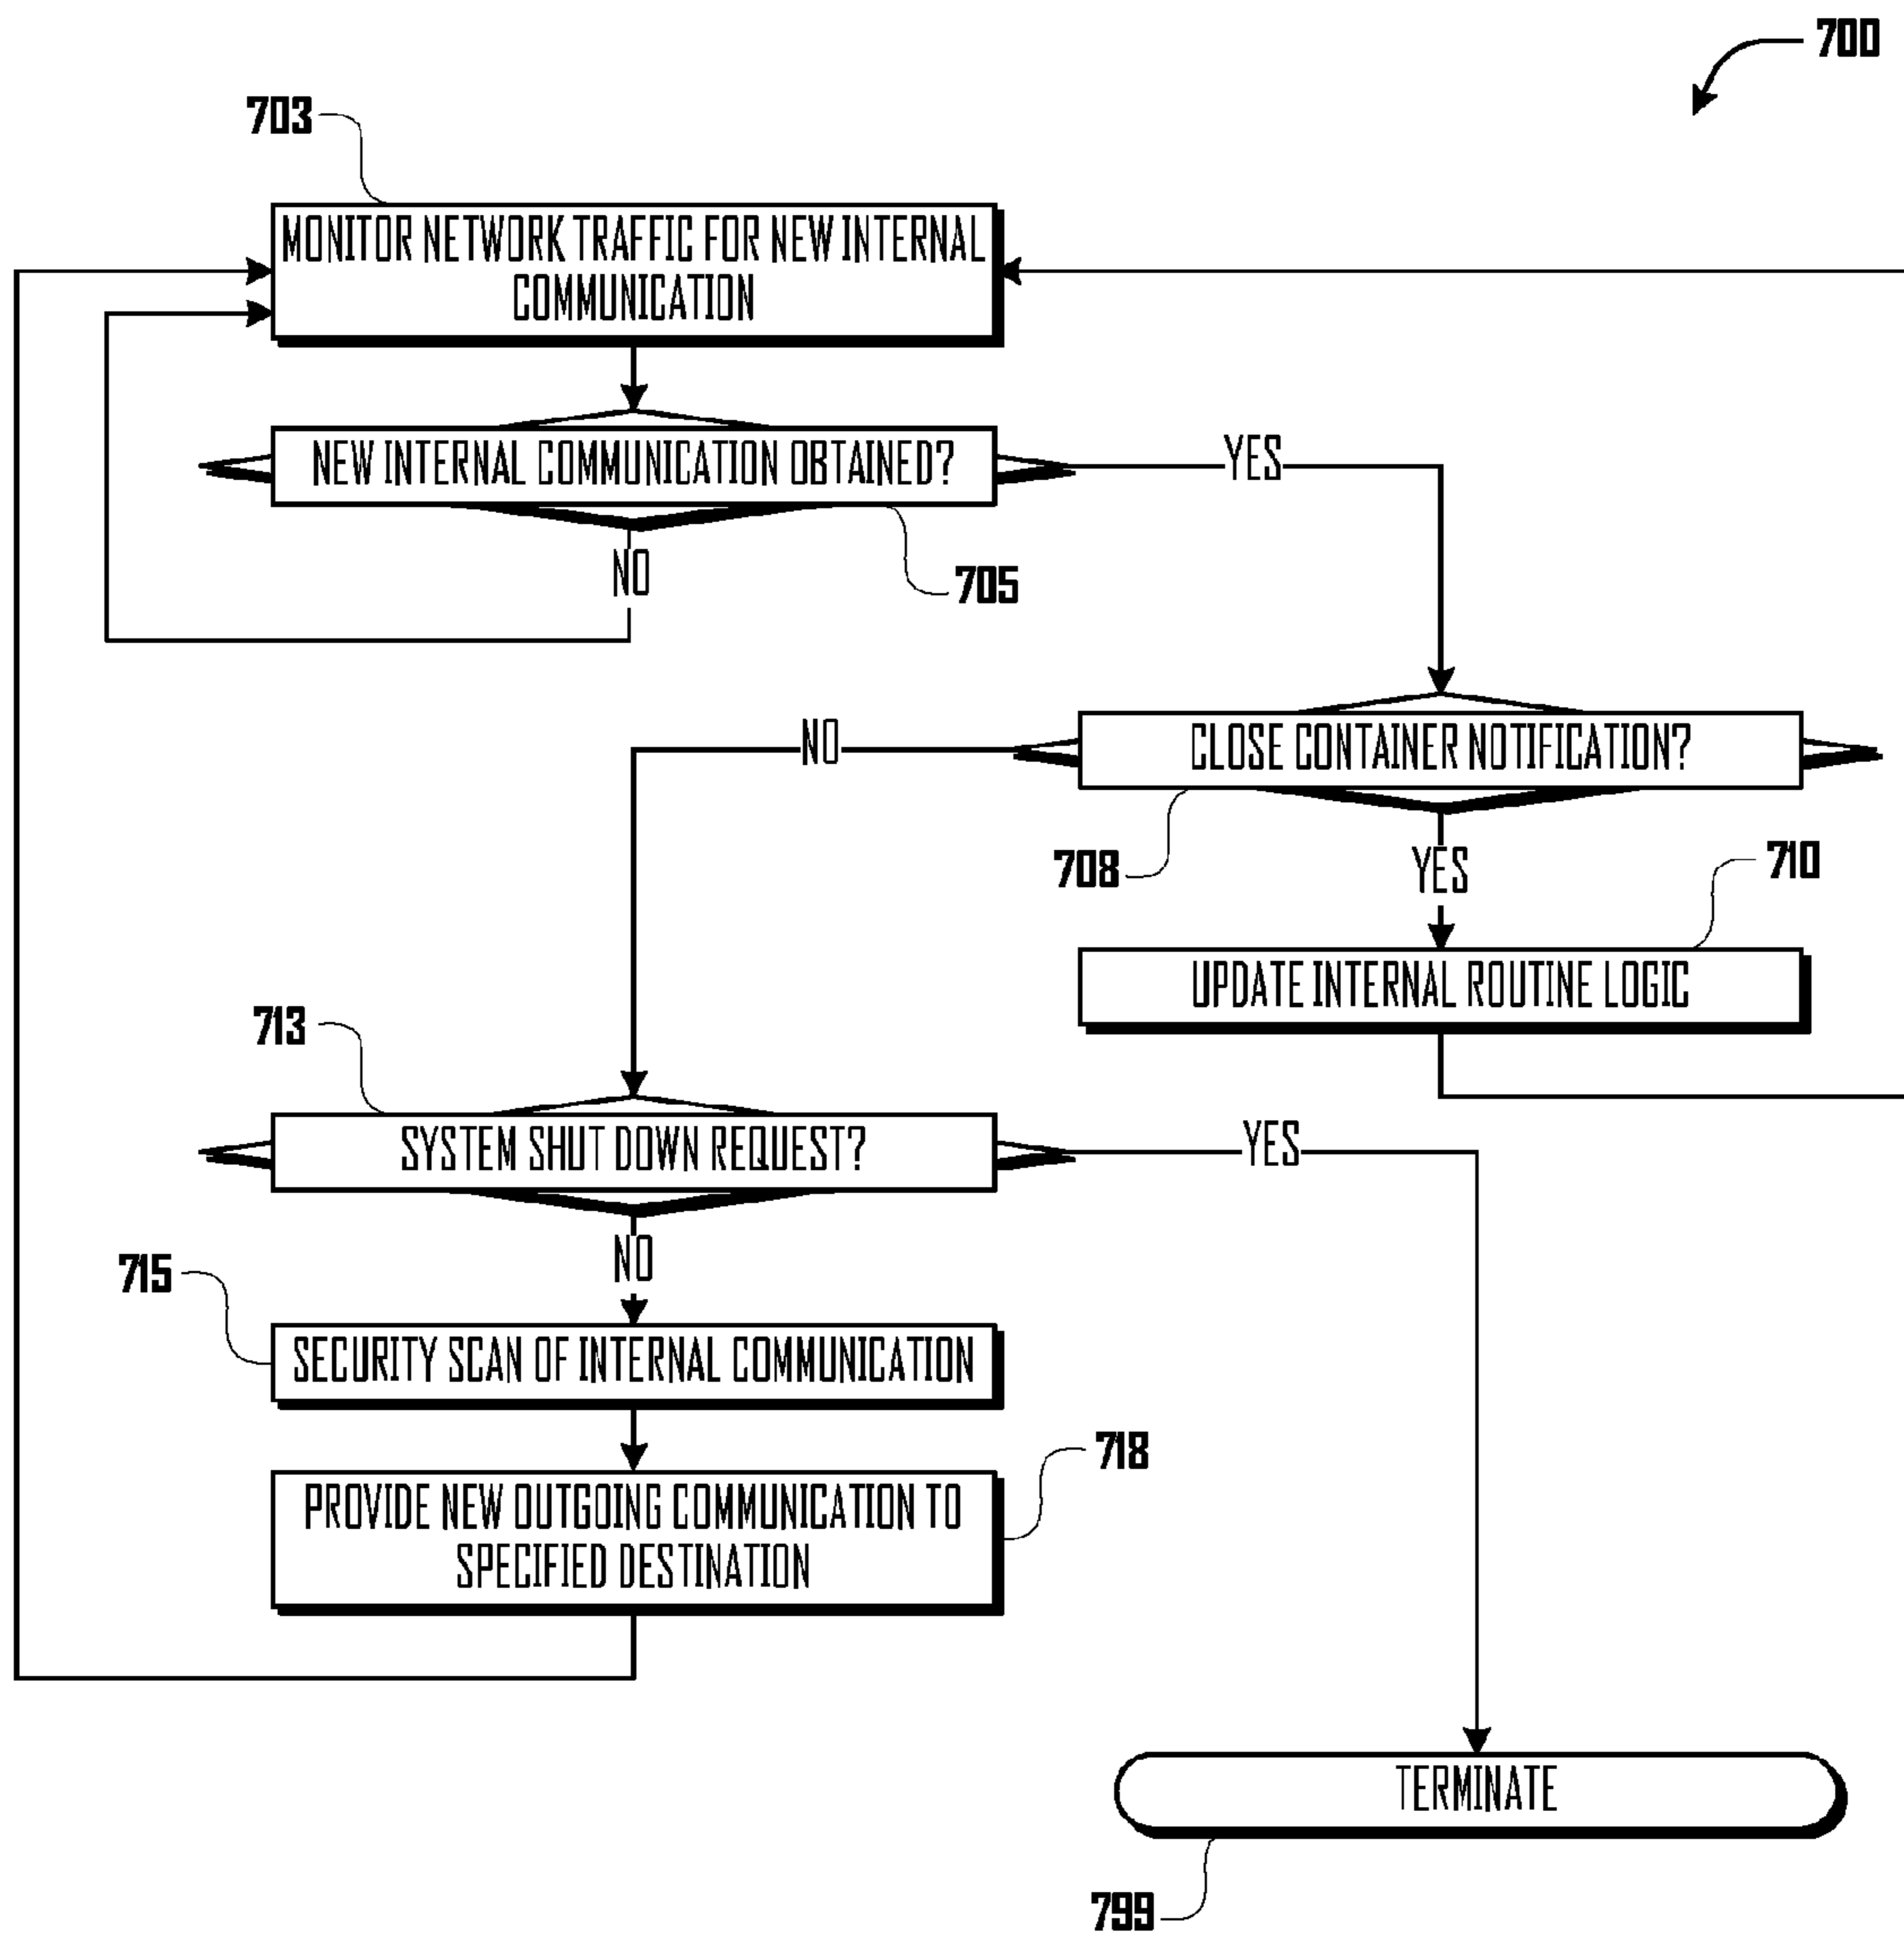 700
703
MONITOR NETWORK TRAFFIC FOR NEW INTERNAL
COMMUNICATION
NEW INTERNAL COMMUNICATION OBTAINED?
YES
NO
705
CLOSE CONTAINER NOTIFICATION?
NO
708
YES
710
UPDATE INTERNAL ROUTINE LOGIC
713
SYSTEM SHUT DOWN REQUEST?
YES
NO
715
SECURITY SCAN OF INTERNAL COMMUNICATION
718
PROVIDE NEW OUTGOING COMMUNICATION TO
SPECIFIED DESTINATION
TERMINATE
799